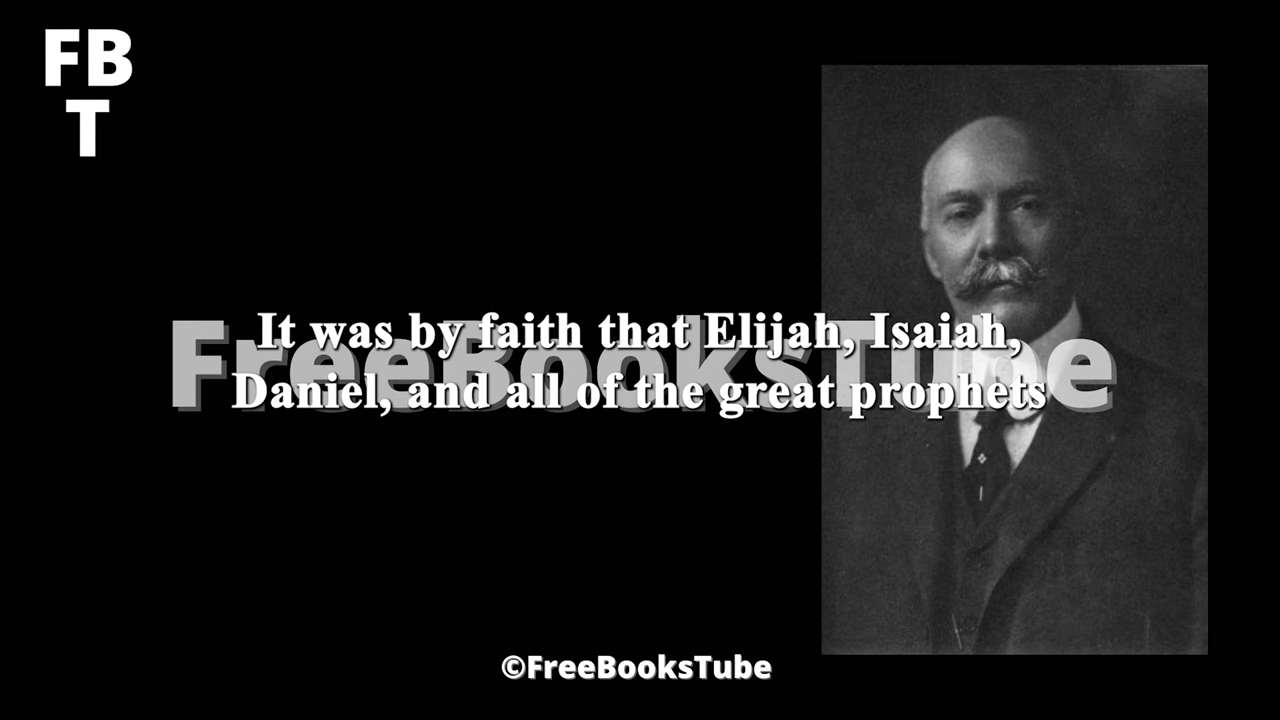 FB
T
FreeBooksTube
It was by faith that Elijah, Isaiah,
Daniel, and all of the great prophets
©FreeBooksTube